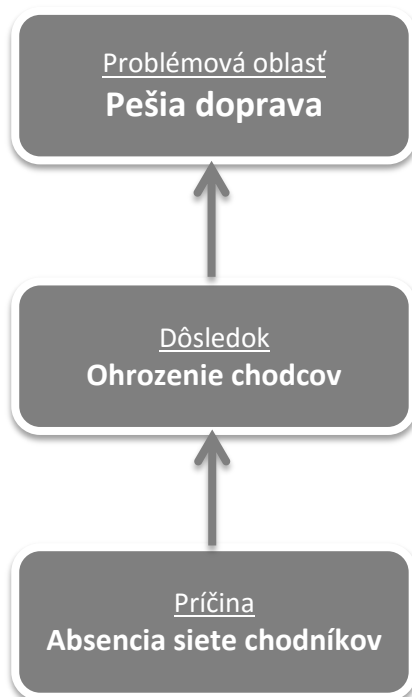 Problémová oblasť
Pešia doprava
Dôsledok
Ohrozenie chodcov
Príčina
Absencia siete chodníkov